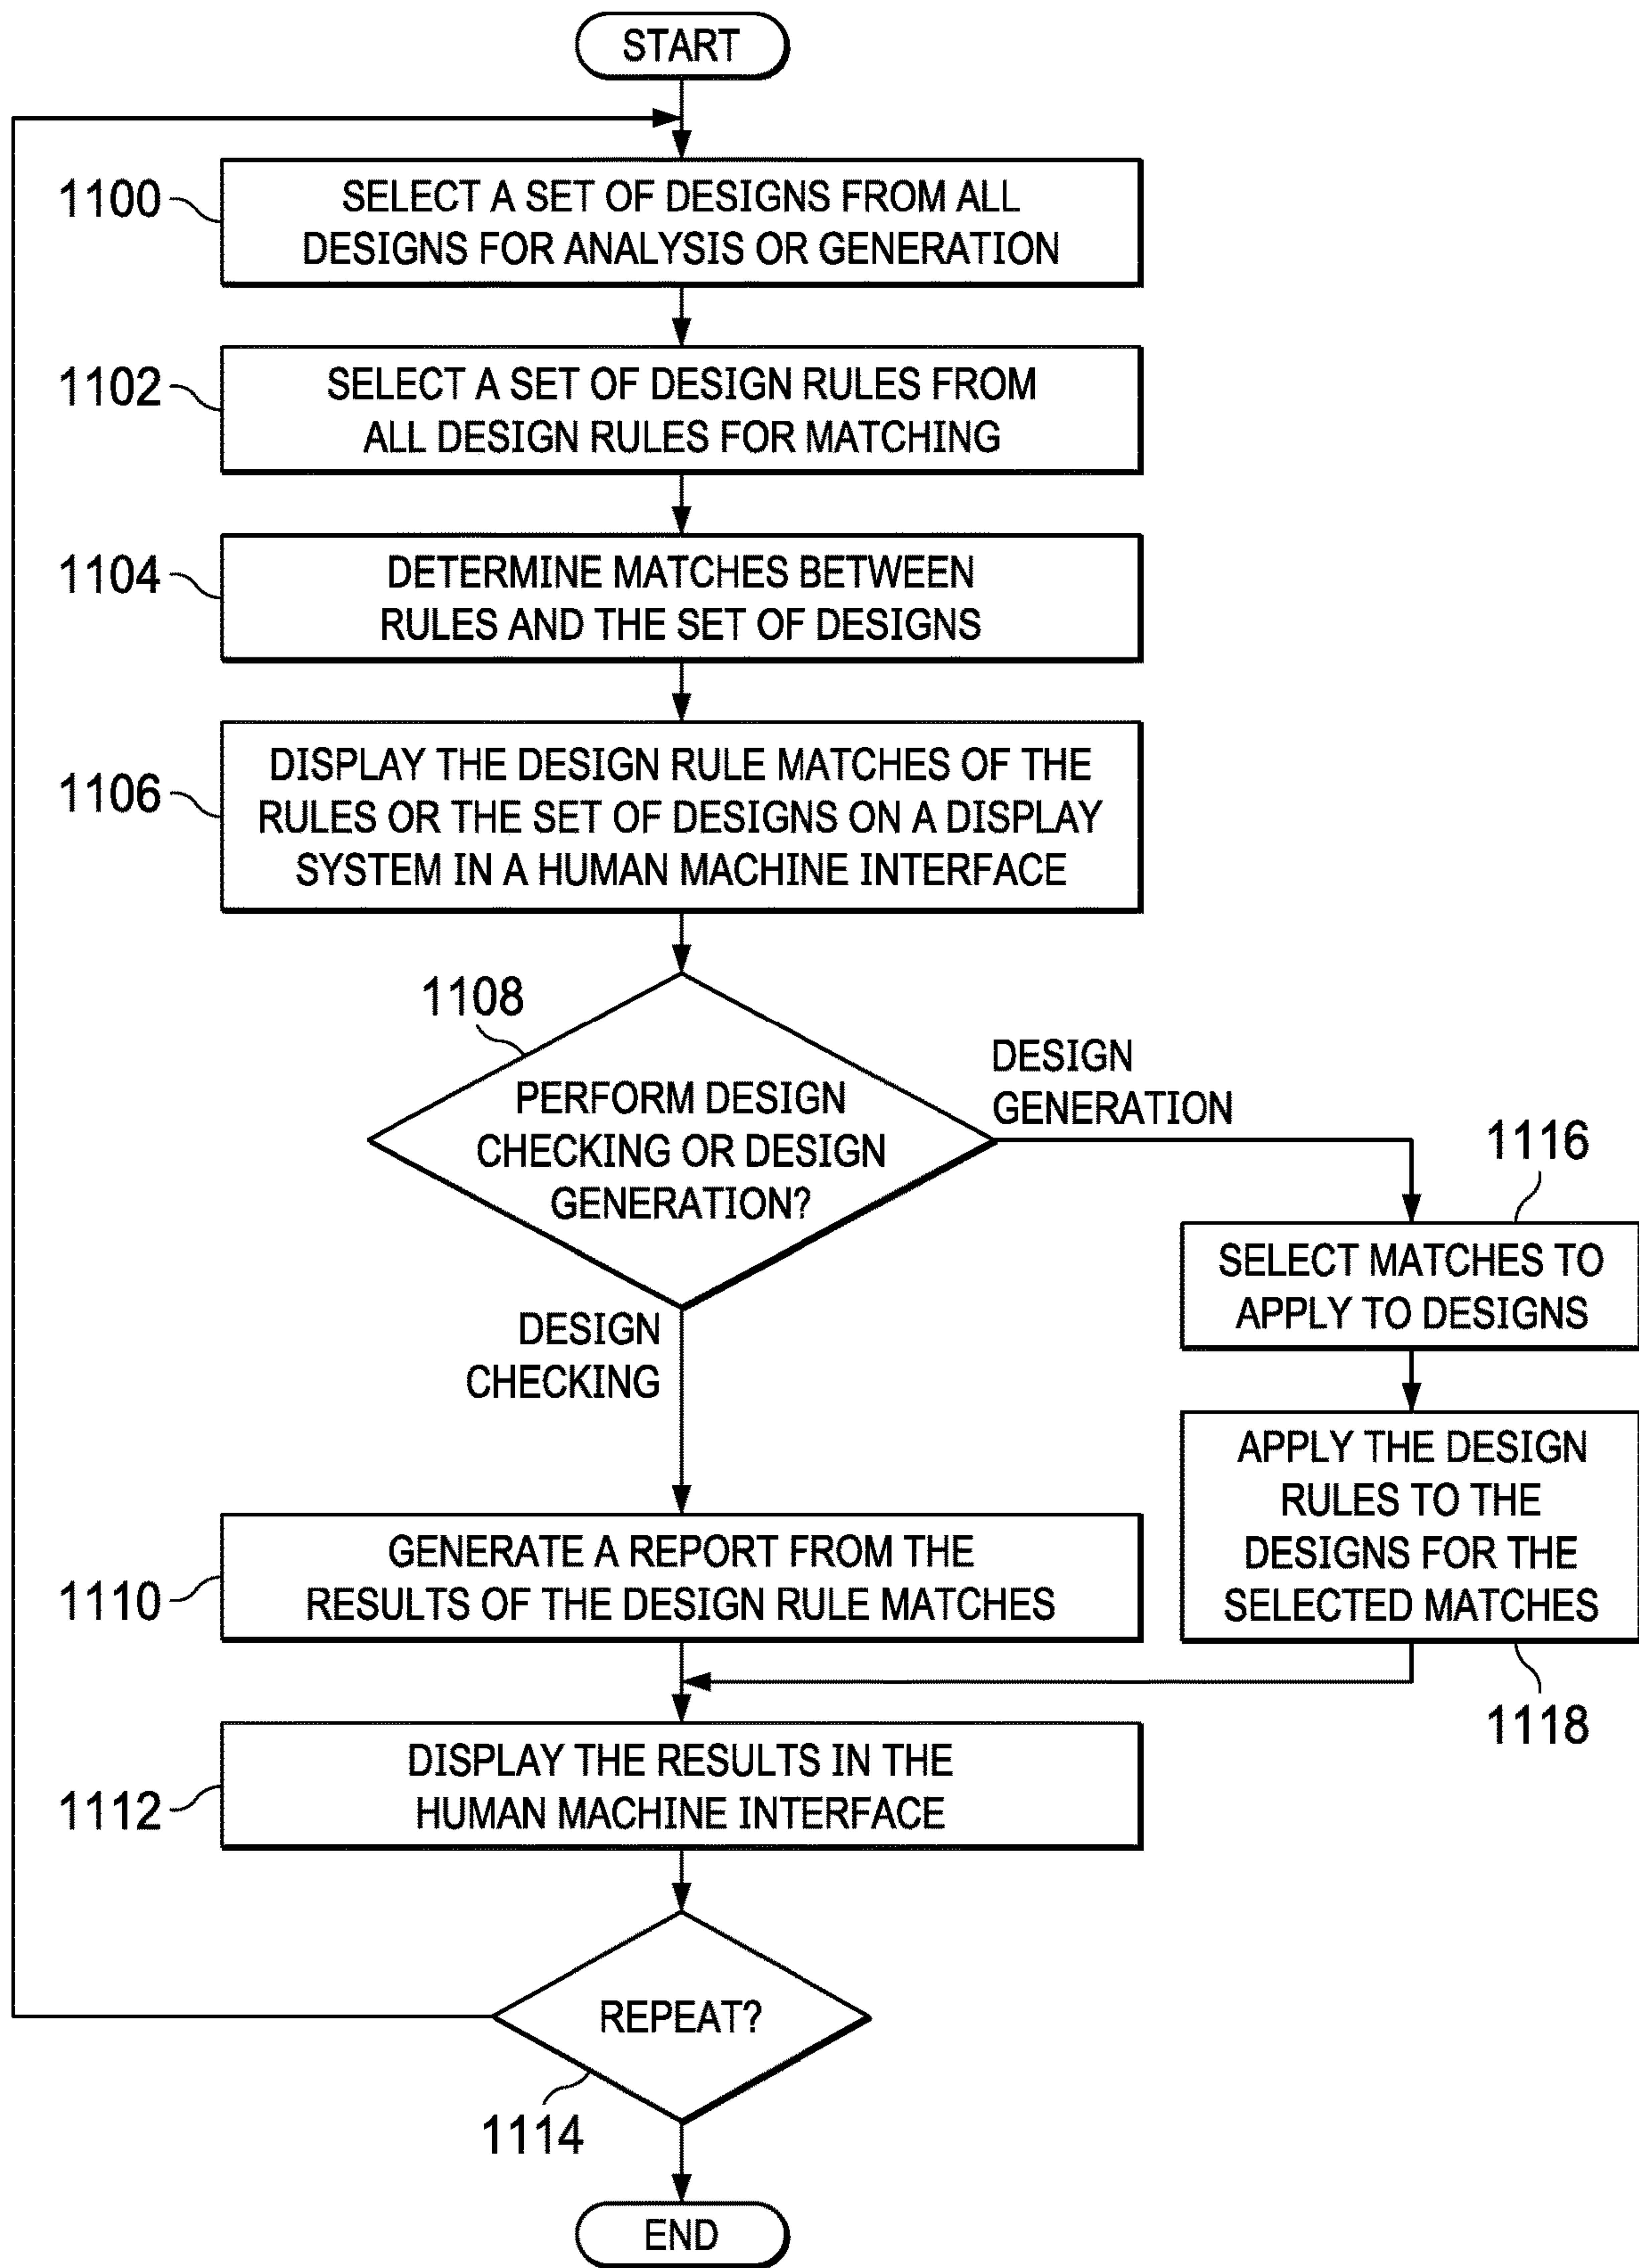 START
1100
SELECT A SET OF DESIGNS FROM ALL
DESIGNS FOR ANALYSIS OR GENERATION
1102
SELECT A SET OF DESIGN RULES FROM
ALL DESIGN RULES FOR MATCHING
1104
DETERMINE MATCHES BETWEEN
RULES AND THE SET OF DESIGNS
1106
DISPLAY THE DESIGN RULE MATCHES OF THE
RULES OR THE SET OF DESIGNS ON A DISPLAY
SYSTEM IN A HUMAN MACHINE INTERFACE
1108
PERFORM DESIGN
CHECKING OR DESIGN
GENERATION?
DESIGN
GENERATION
1116
SELECT MATCHES TO
APPLY TO DESIGNS
APPLY THE DESIGN
RULES TO THE
DESIGNS FOR THE
SELECTED MATCHES
1118
DESIGN
CHECKING
1110
GENERATE A REPORT FROM THE
RESULTS OF THE DESIGN RULE MATCHES
1112
DISPLAY THE RESULTS IN THE
HUMAN MACHINE INTERFACE
REPEAT?
1114
END